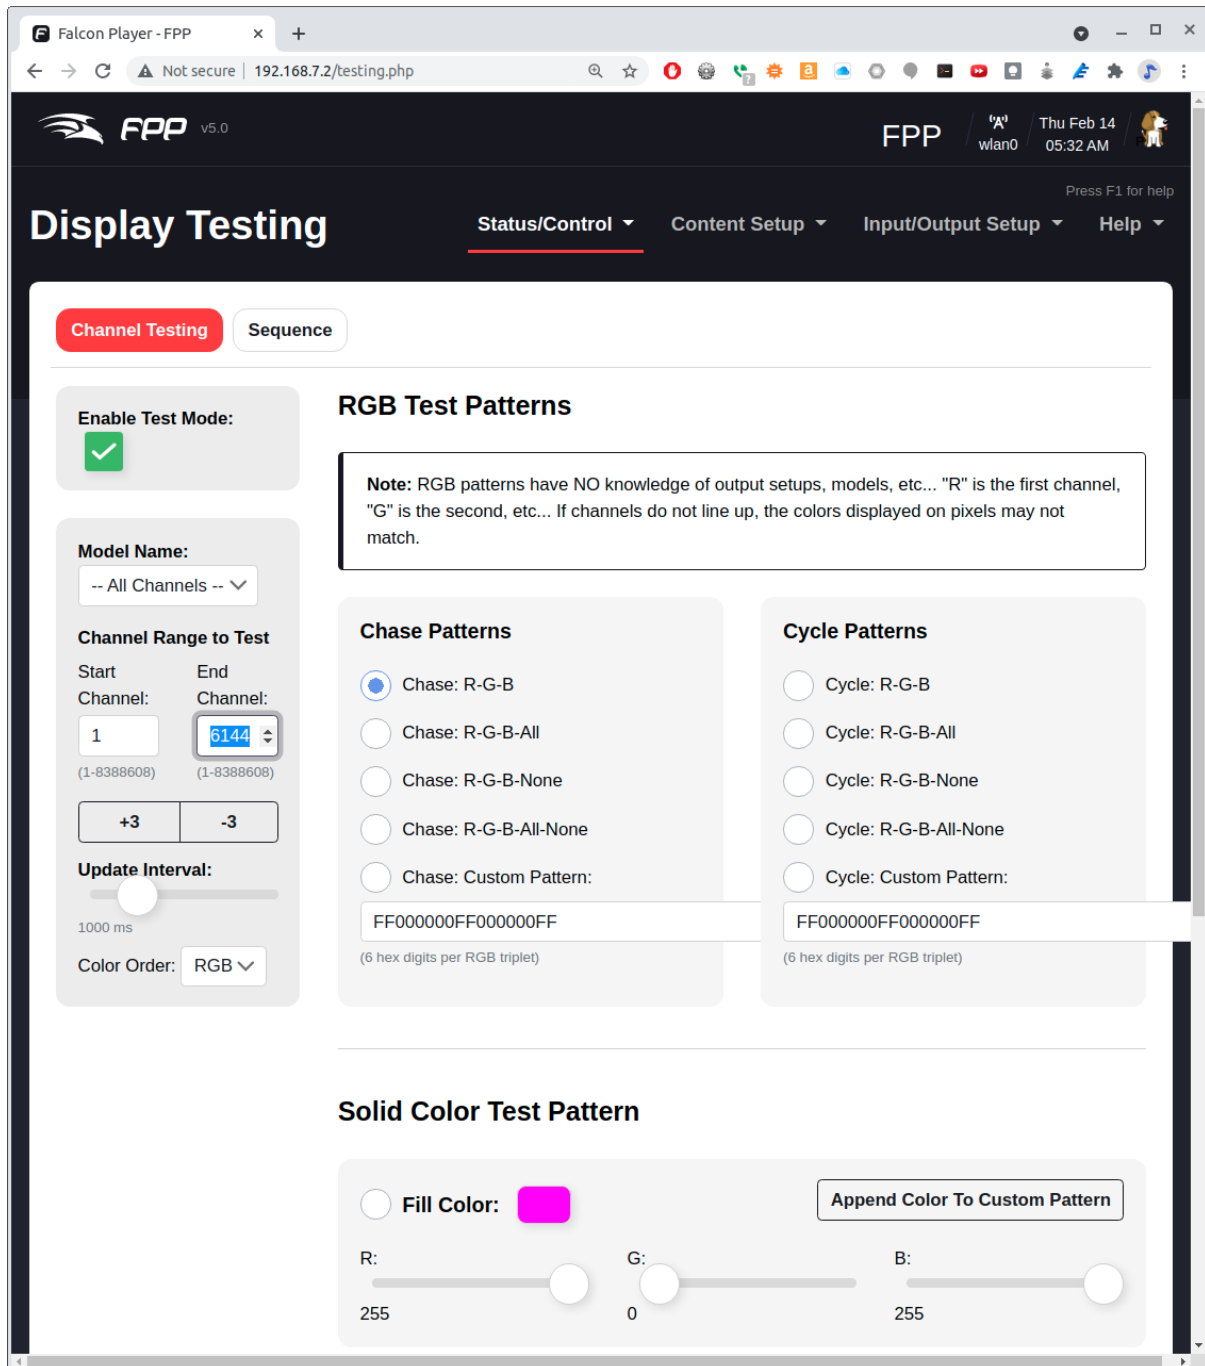 Falcon Player - FPP
Not secure | 192.168.7.2/testing.php
FPP v5.0
FPP
wlan0
Thu Feb 14
05:32 AM
Press F1 for help
Display Testing
Status/Control
Content Setup
Input/Output Setup
Help
Channel Testing
Sequence
Enable Test Mode:
Model Name:
-- All Channels --
Channel Range to Test
Start
Channel:
End
Channel:
1
6144
(1-8388608)
(1-8388608)
+3
-3
Update Interval:
1000 ms
Color Order:
RGB
RGB Test Patterns
Note: RGB patterns have NO knowledge of output setups, models, etc... "R" is the first channel,
"G" is the second, etc... If channels do not line up, the colors displayed on pixels may not
match.
Chase Patterns
Chase: R-G-B
Chase: R-G-B-All
Chase: R-G-B-None
Chase: R-G-B-All-None
Chase: Custom Pattern:
FF000000FF000000FF
(6 hex digits per RGB triplet)
Cycle Patterns
Cycle: R-G-B
Cycle: R-G-B-All
Cycle: R-G-B-None
Cycle: R-G-B-All-None
Cycle: Custom Pattern:
FF000000FF000000FF
(6 hex digits per RGB triplet)
Solid Color Test Pattern
Fill Color:
Append Color To Custom Pattern
R:
255
G:
0
B:
255